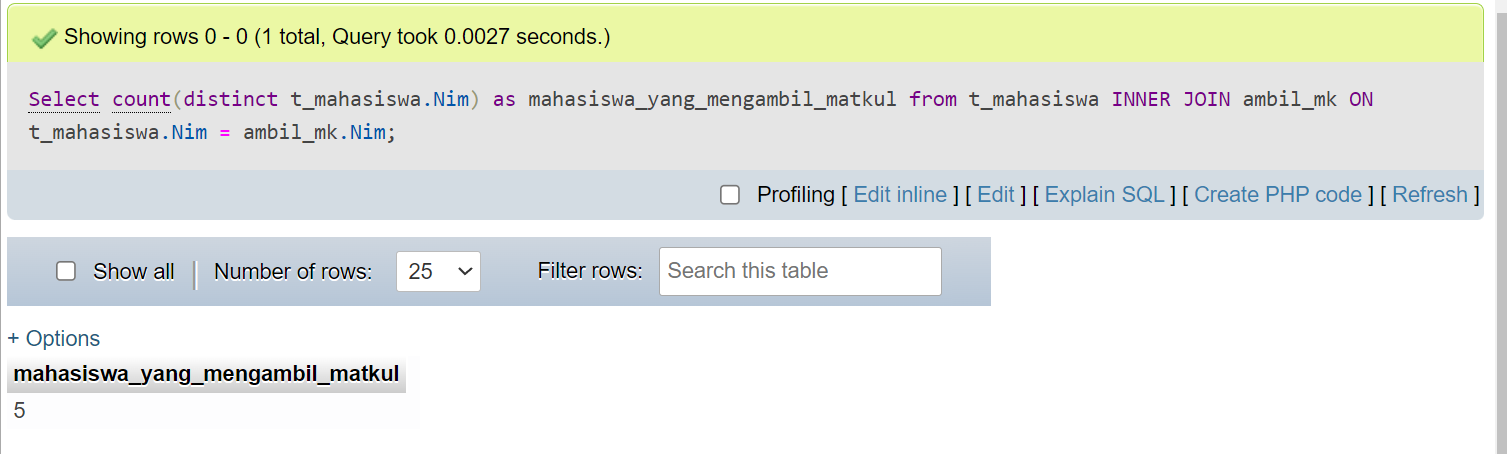 Showing rows 0 - 0 (1 total, Query took 0.0027 seconds.)
Select count(distinct t_mahasiswa.Nim) as mahasiswa_yang_mengambil_matkul from t_mahasiswa INNER JOIN ambil_mk ON
t_mahasiswa.Nim = ambil_mk.Nim;
Profiling [ Edit inline ] [ Edit ] [ Explain SQL ] [ Create PHP code ] [ Refresh ]
Show all | Number of rows: 25 Filter rows: Search this table
+ Options
mahasiswa_yang_mengambil_matkul
5